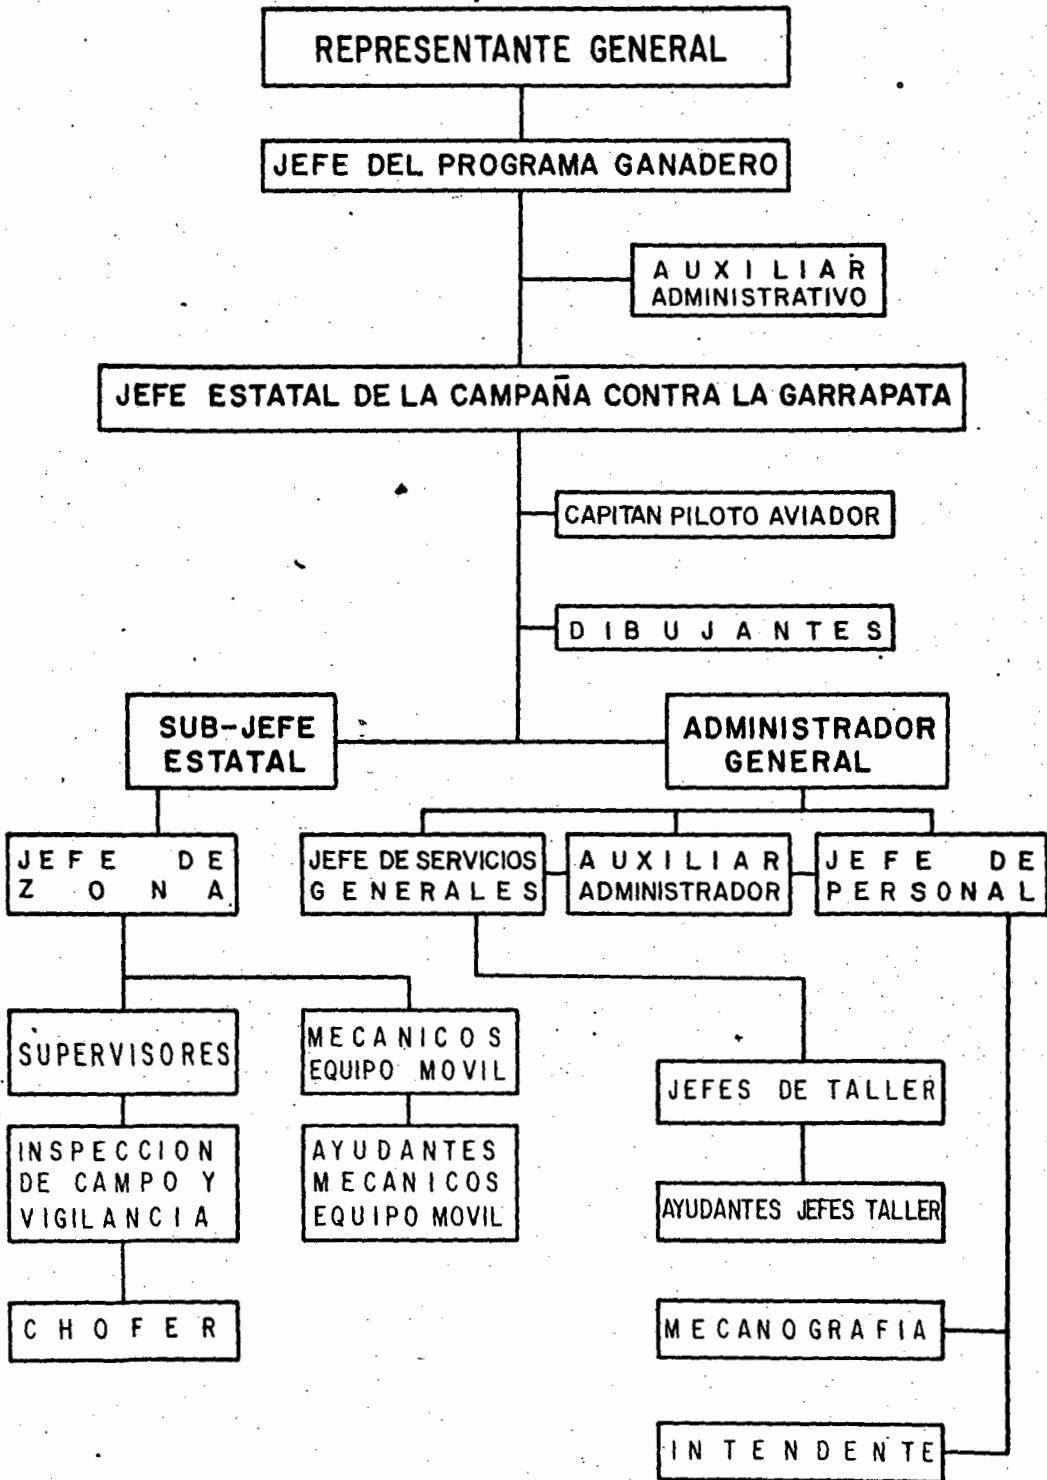 REPRESENTANTE GENERAL
JEFE DEL PROGRAMA GANADERO
AUXILIAR
ADMINISTRATIVO
JEFE ESTATAL DE LA CAMPAÑA CONTRA LA GARRAPATA
CAPITAN PILOTO AVIADOR
DIBUJANTES
SUB-JEFE
ESTATAL
ADMINISTRADOR
GENERAL
JEFE DE
ZONA
JEFE DE SERVICIOS
GENERALES
AUXILIAR
ADMINISTRADOR
JEFE DE
PERSONAL
SUPERVISORES
MECANICOS
EQUIPO MOVIL
JEFES DE TALLER
INSPECCION
DE CAMPO Y
VIGILANCIA
AYUDANTES
MECANICOS
EQUIPO MOVIL
AYUDANTES JEFES TALLER
CHOFER
MECANOGRAFIA
INTENDENTE